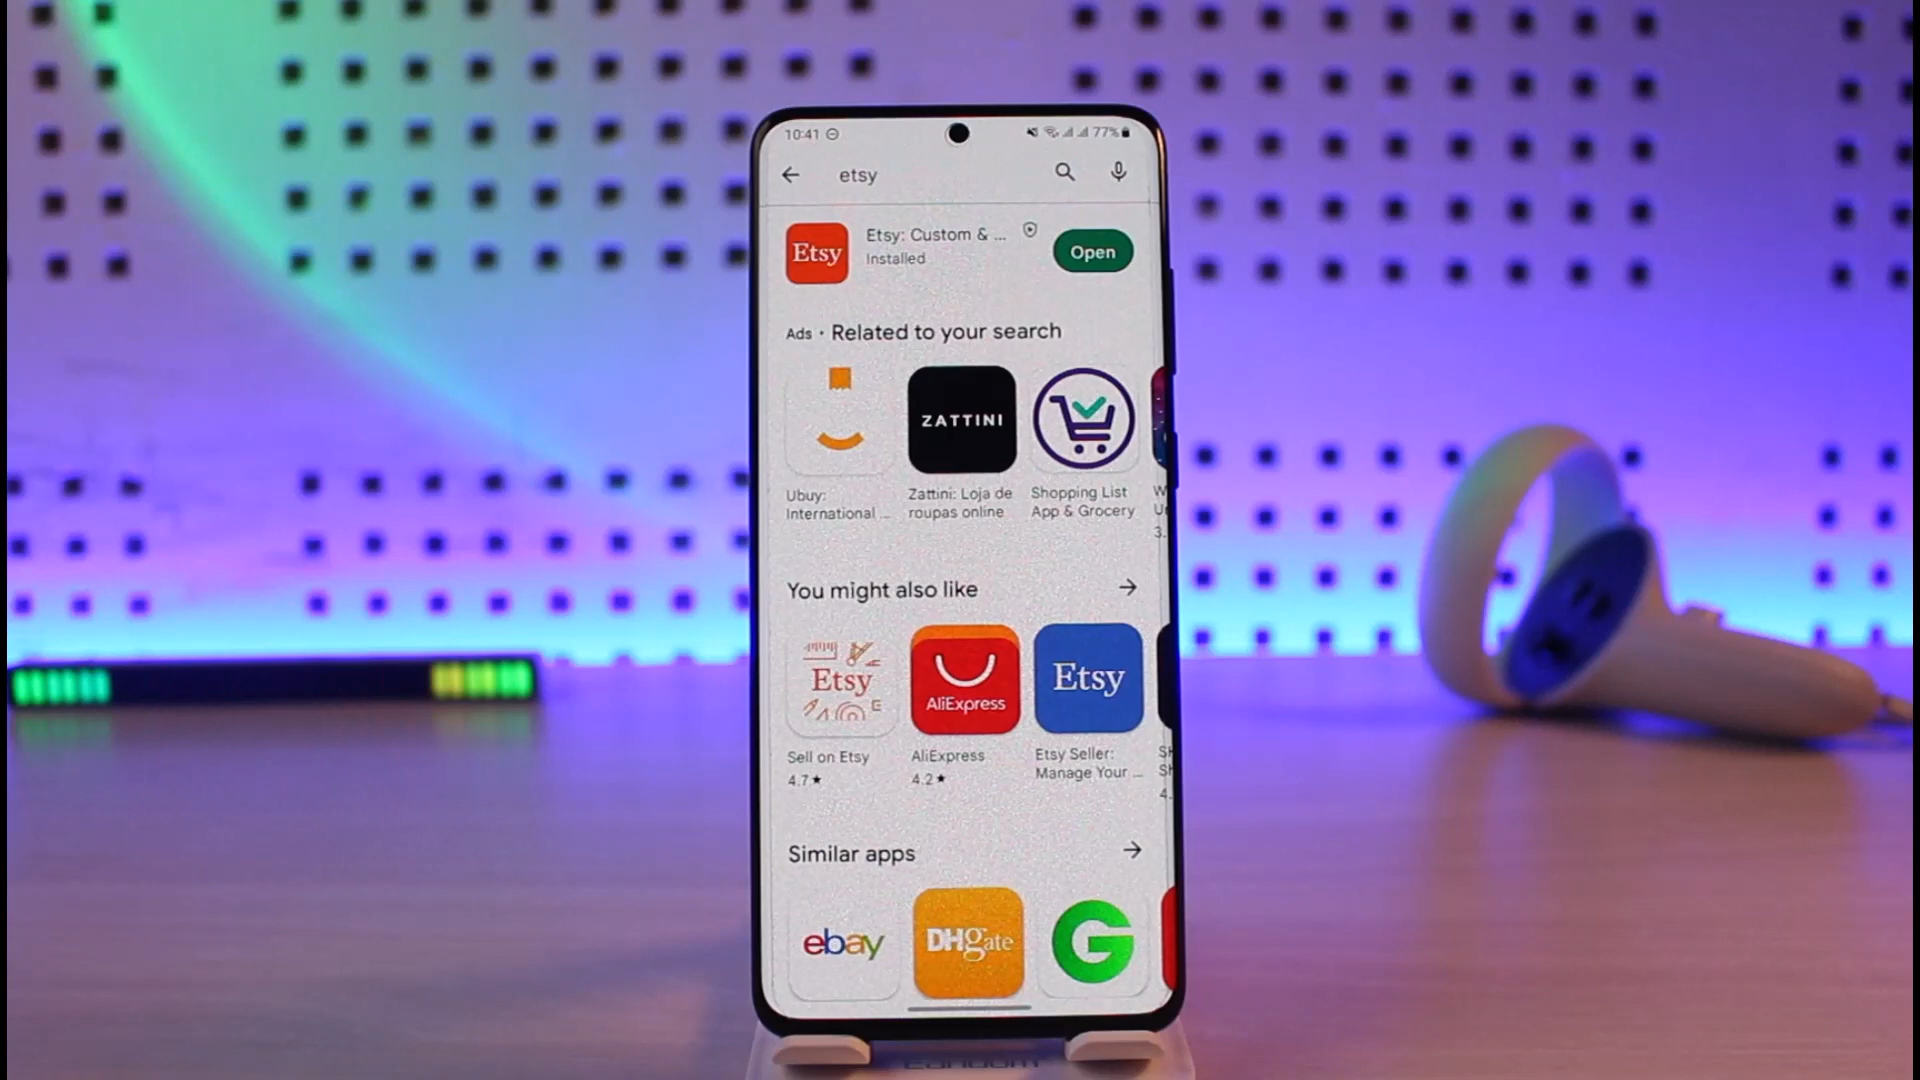 10:41
77%
etsy
Etsy
Etsy: Custom & ...
Installed
Open
Ads · Related to your search
ZATTINI
Ubuy:
International ...
Zattini: Loja de
roupas online
Shopping List
App & Grocery
W
3.
You might also like
Etsy
AliExpress
Etsy
Sell on Etsy
4.7★
AliExpress
4.2★
Etsy Seller:
Manage Your ...
4.
Similar apps
ebay
DHgate
G